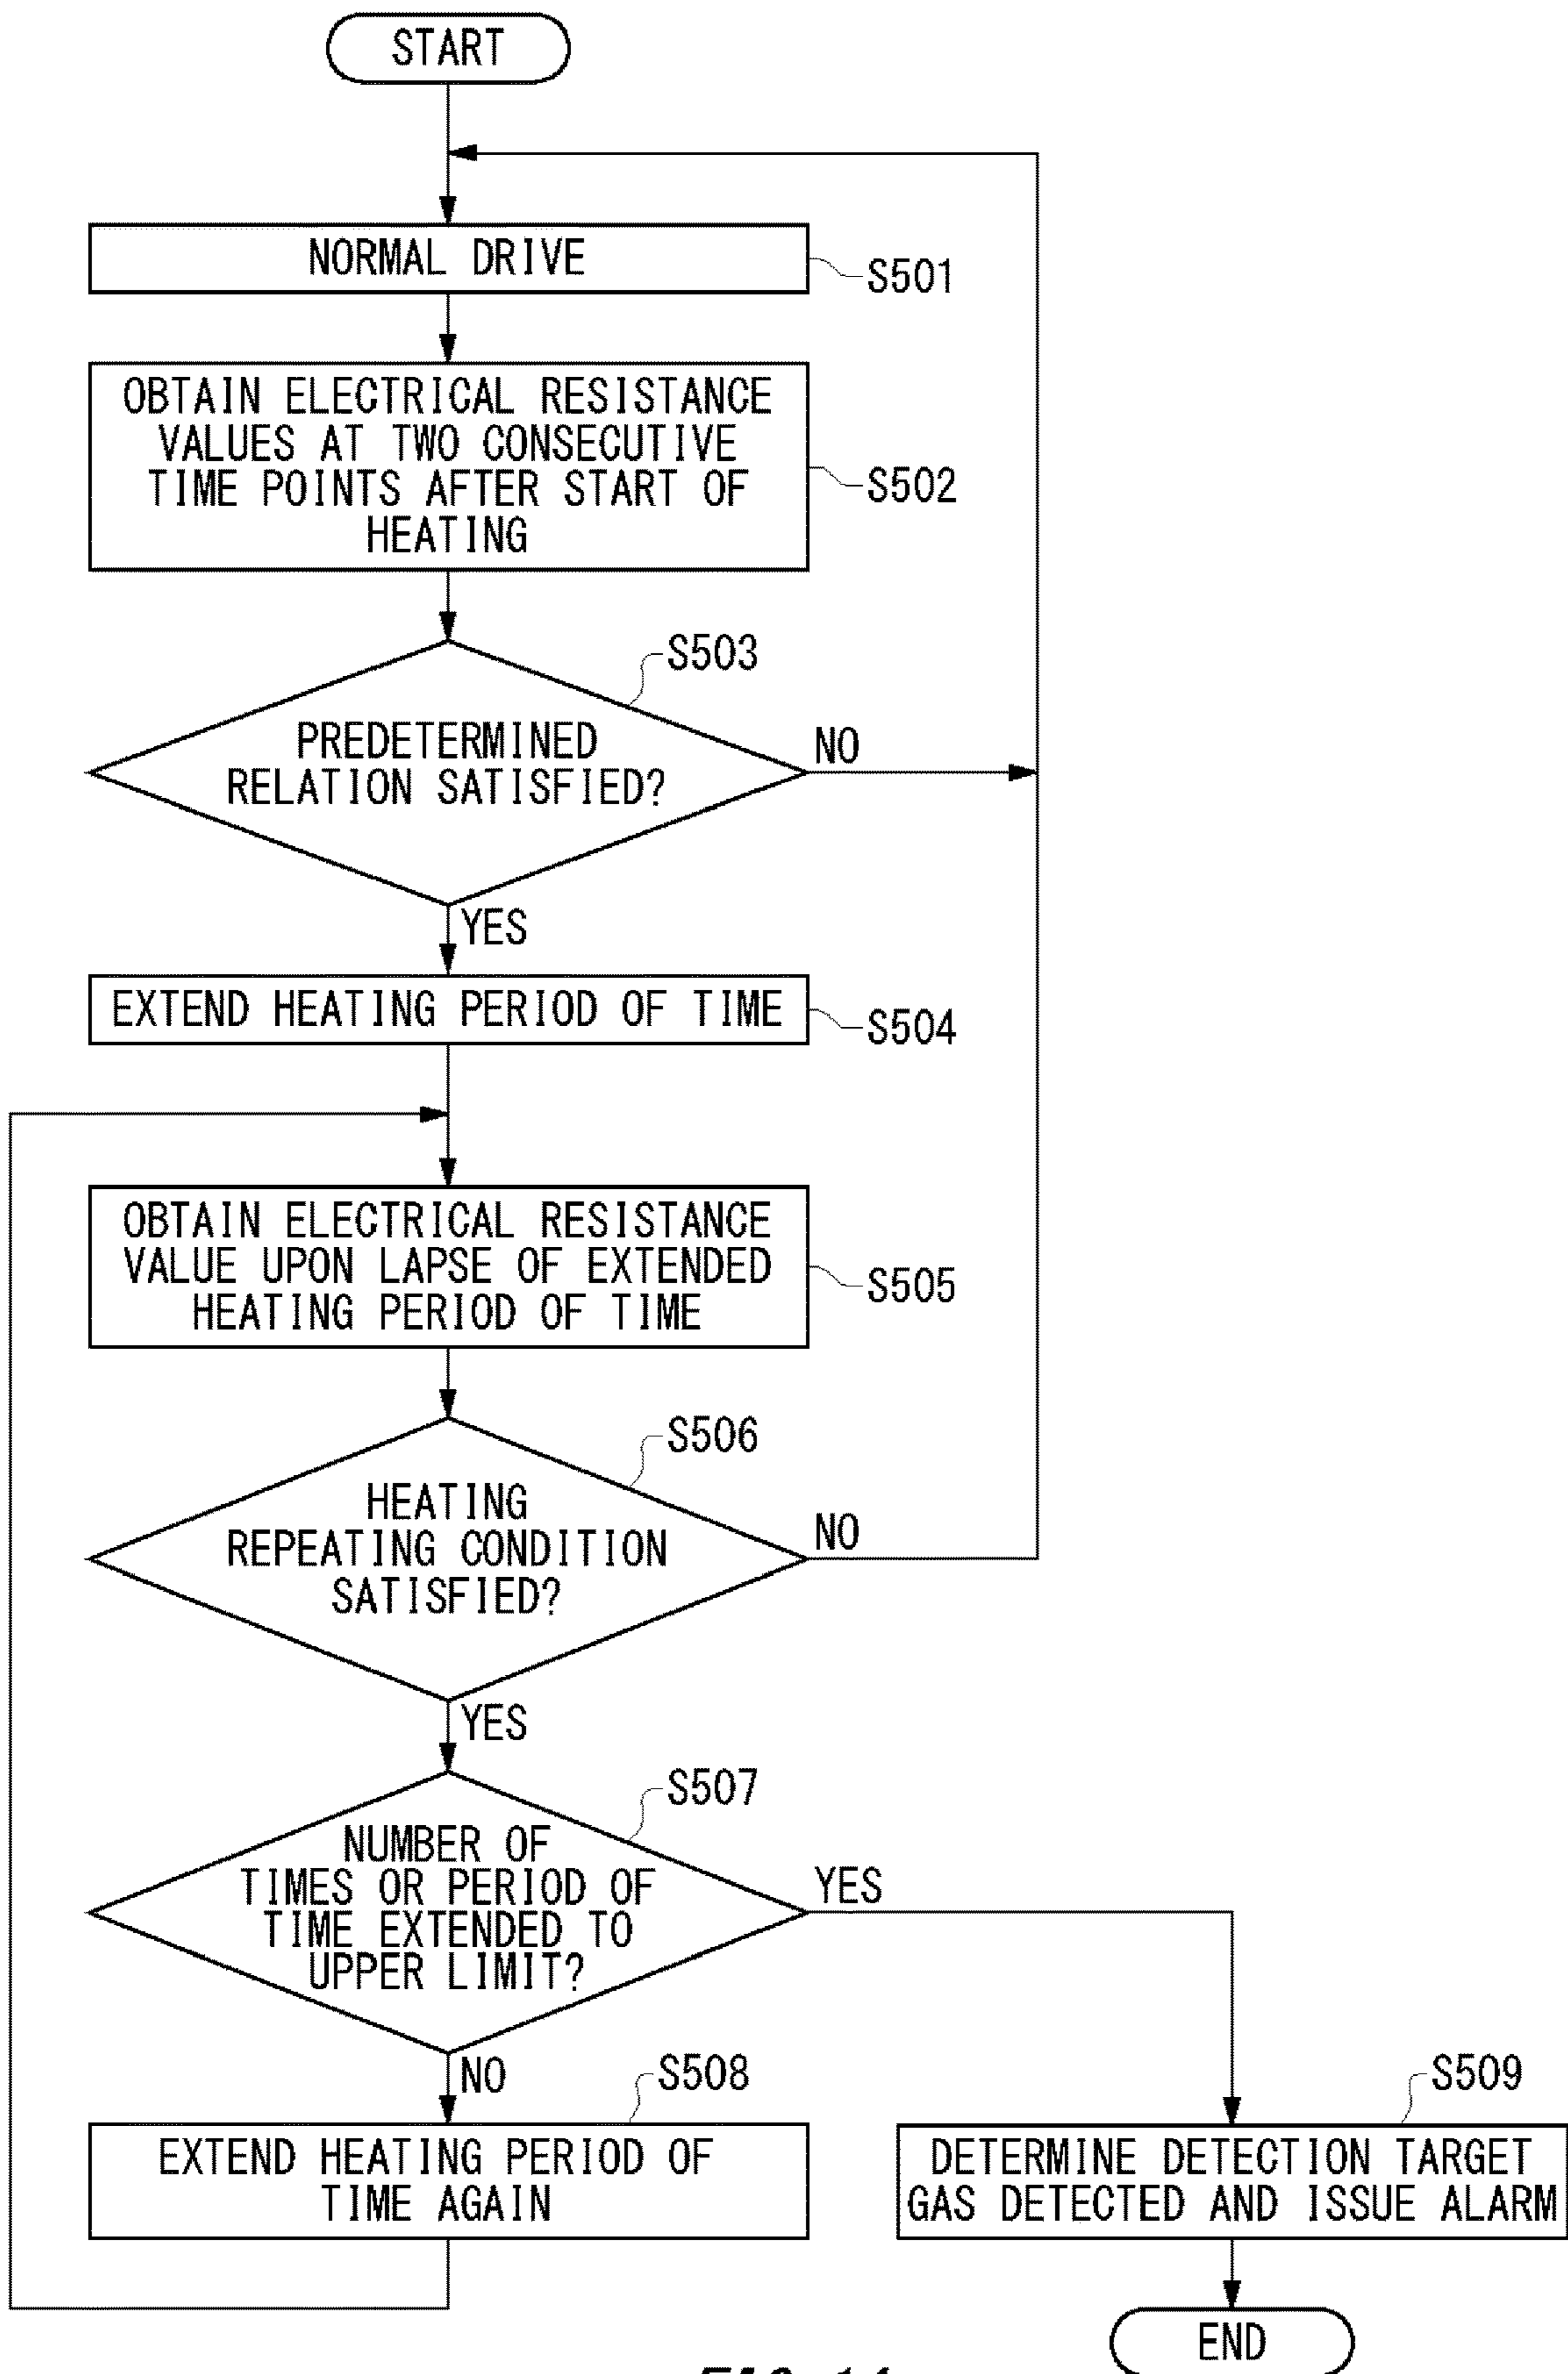 START
NORMAL DRIVE
S501
OBTAIN ELECTRICAL RESISTANCE
VALUES AT TWO CONSECUTIVE
TIME POINTS AFTER START OF
HEATING
S502
S503
PREDETERMINED
RELATION SATISFIED?
NO
YES
EXTEND HEATING PERIOD OF TIME
S504
OBTAIN ELECTRICAL RESISTANCE
VALUE UPON LAPSE OF EXTENDED
HEATING PERIOD OF TIME
S505
S506
HEATING
REPEATING CONDITION
SATISFIED?
NO
YES
S507
NUMBER OF
TIMES OR PERIOD OF
TIME EXTENDED TO
UPPER LIMIT?
YES
NO
S508
EXTEND HEATING PERIOD OF
TIME AGAIN
S509
DETERMINE DETECTION TARGET
GAS DETECTED AND ISSUE ALARM
END